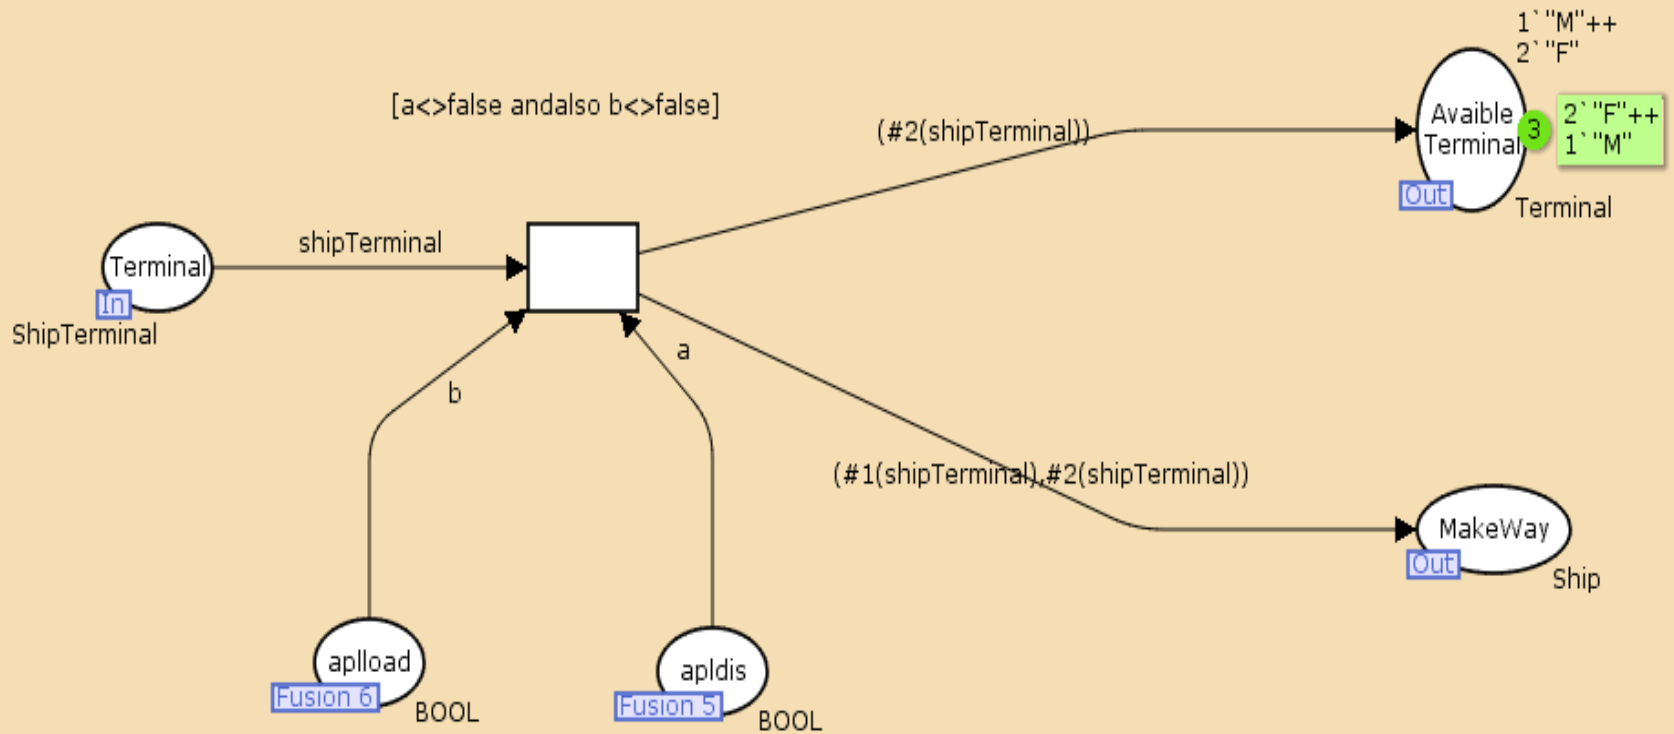 1`"M"++
2`"F"
[a<>false andalso b<>false]
(#2(shipTerminal))
Avaible
Terminal
3
2`"F"++
1`"M"
Out
Terminal
shipTerminal
Terminal
In
ShipTerminal
a
b
(#1(shipTerminal),#2(shipTerminal))
MakeWay
Out
Ship
aplload
Fusion 6
BOOL
apldis
Fusion 5
BOOL